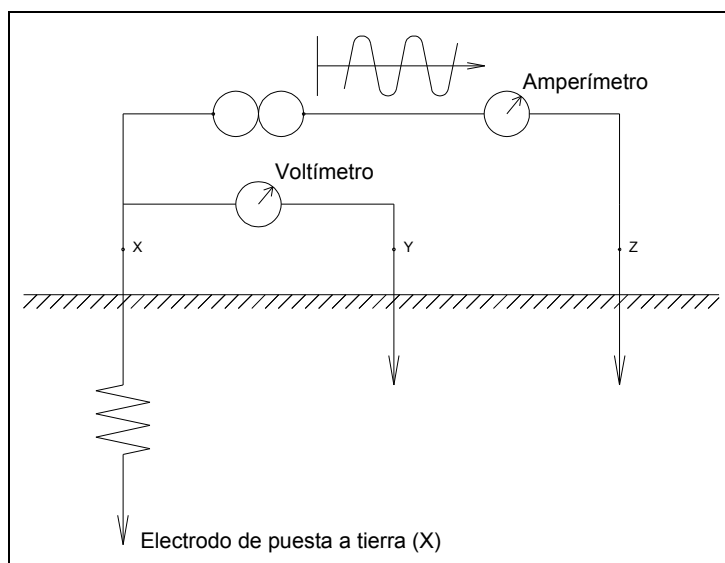 Amperímetro
Voltímetro
X
Y
Z
Electrodo de puesta a tierra (X)